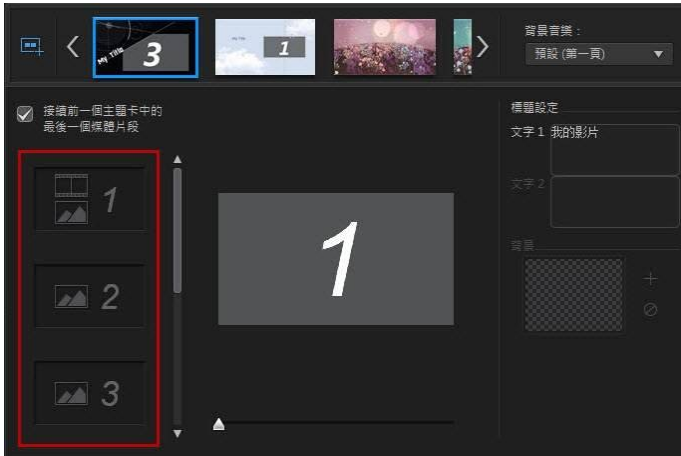 背景音樂：
預設 (第一頁)
My Title
3
My Title
1
接續前一個主題卡中的
最後一個媒體片段
標題設定
文字 1
我的影片
文字 2
背景
1
2
3
1